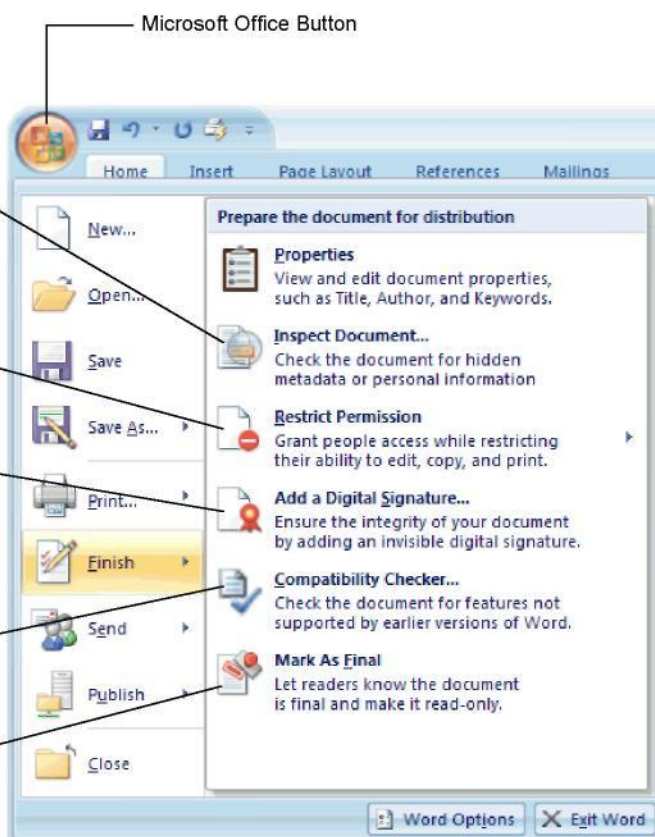 Microsoft Office Button
Home Insert Page Layout References Mailings
New...
Open...
Save
Save As...
Print...
Finish
Send
Publish
Close
Prepare the document for distribution
Properties
View and edit document properties,
such as Title, Author, and Keywords.
Inspect Document...
Check the document for hidden
metadata or personal information
Restrict Permission
Grant people access while restricting
their ability to edit, copy, and print.
Add a Digital Signature...
Ensure the integrity of your document
by adding an invisible digital signature.
Compatibility Checker...
Check the document for features not
supported by earlier versions of Word.
Mark As Final
Let readers know the document
is final and make it read-only.
Word Options Exit Word